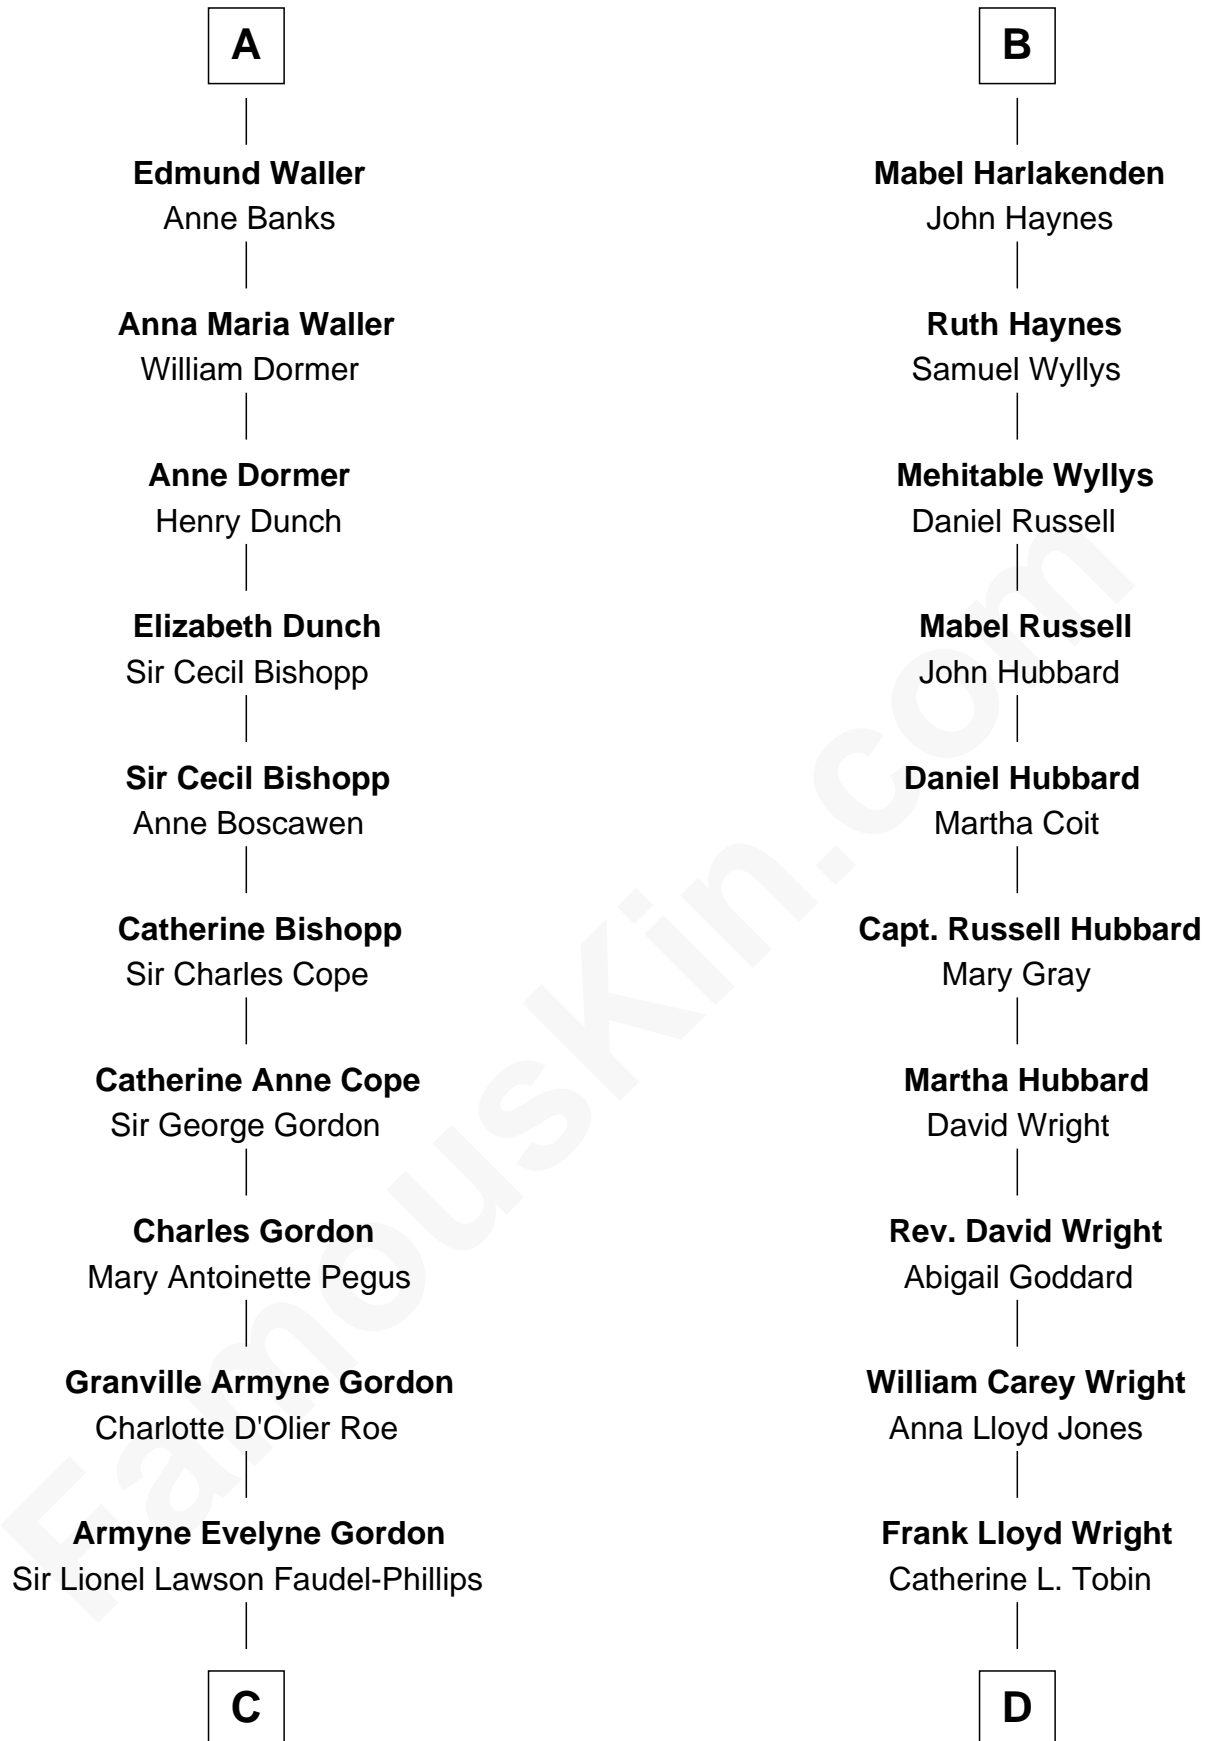 A
Edmund Waller
Anne Banks
Anna Maria Waller
William Dormer
Anne Dormer
Henry Dunch
Elizabeth Dunch
Sir Cecil Bishopp
Sir Cecil Bishopp
Anne Boscawen
Catherine Bishopp
Sir Charles Cope
Catherine Anne Cope
Sir George Gordon
Charles Gordon
Mary Antoinette Pegus
Granville Armyne Gordon
Charlotte D'Olier Roe
Armyne Evelyne Gordon
Sir Lionel Lawson Faudel-Phillips
C
B
Mabel Harlakenden
John Haynes
Ruth Haynes
Samuel Wyllys
Mehitable Wyllys
Daniel Russell
Mabel Russell
John Hubbard
Daniel Hubbard
Martha Coit
Capt. Russell Hubbard
Mary Gray
Martha Hubbard
David Wright
Rev. David Wright
Abigail Goddard
William Carey Wright
Anna Lloyd Jones
Frank Lloyd Wright
Catherine L. Tobin
D
FamousKin.com